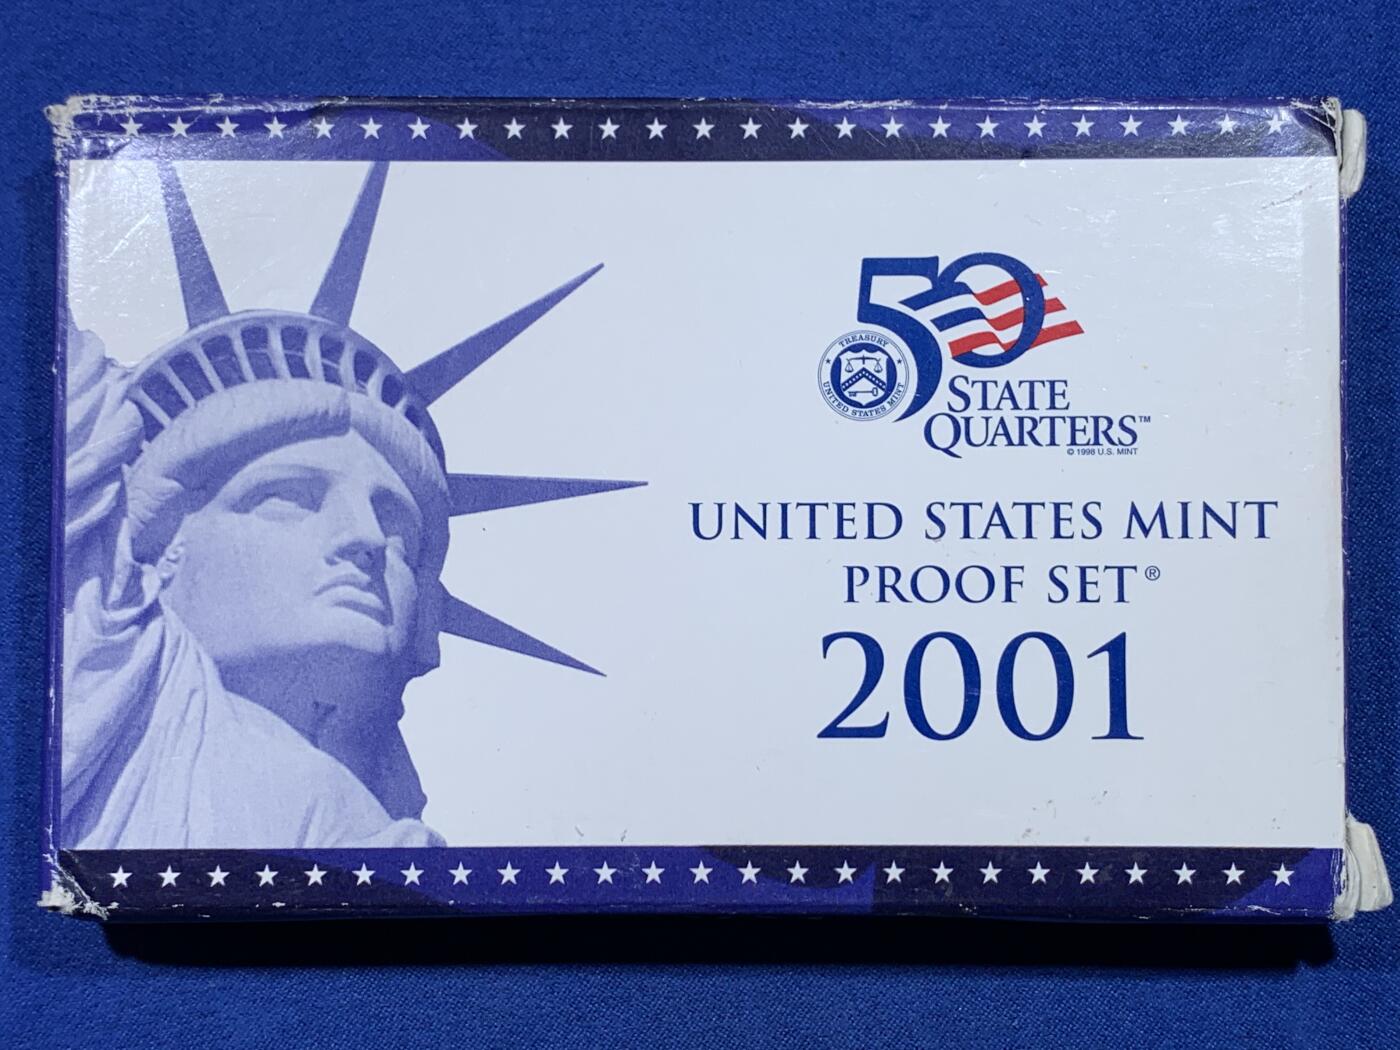 50
TREASURY
UNITED STATES MINT
STATE
QUARTERS™
© 1998 U.S. MINT
UNITED STATES MINT
PROOF SET®
2001